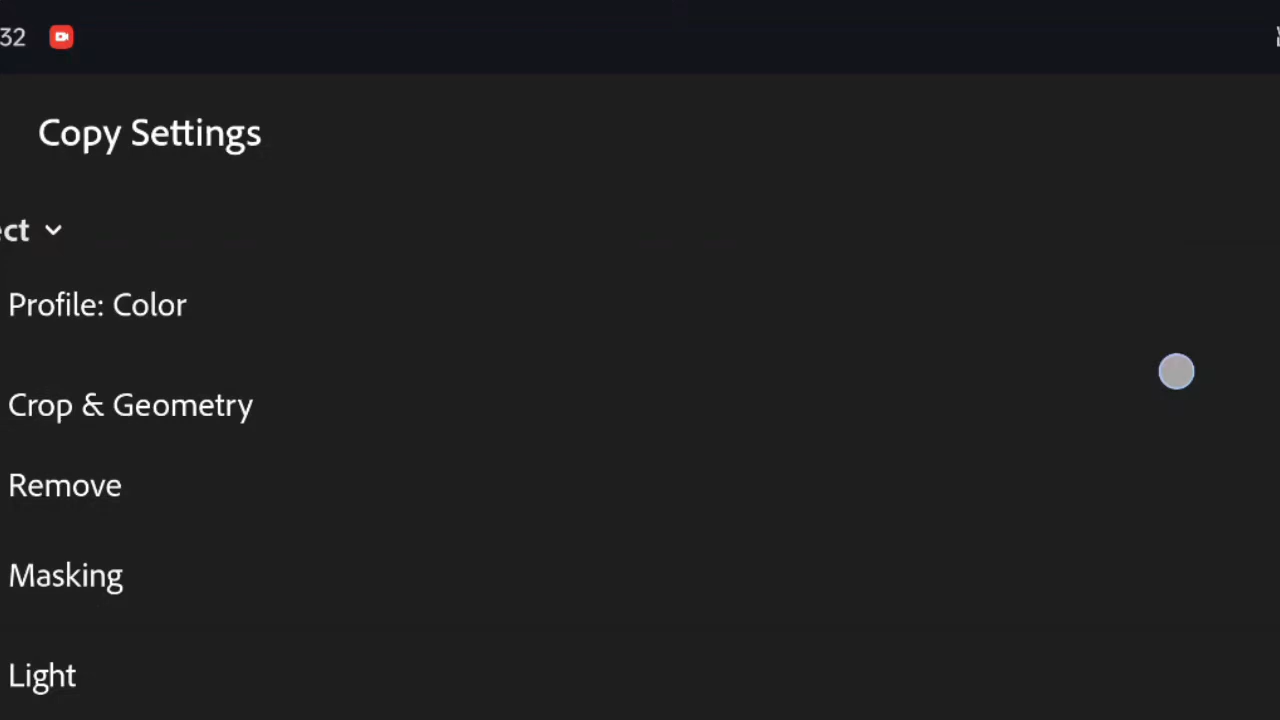 32
Copy Settings
ect
Profile: Color
Crop & Geometry
Remove
Masking
Light